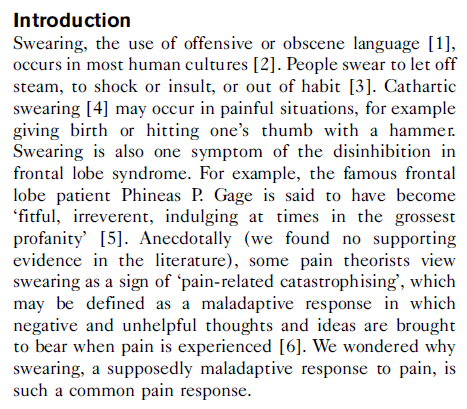 Introduction
Swearing, the use of offensive or obscene language [1],
occurs in most human cultures [2]. People swear to let off
steam, to shock or insult, or out of habit [3]. Cathartic
swearing [4] may occur in painful situations, for example
giving birth or hitting one's thumb with a hammer.
Swearing is also one symptom of the disinhibition in
frontal lobe syndrome. For example, the famous frontal
lobe patient Phineas P. Gage is said to have become
'fitful, irreverent, indulging at times in the grossest
profanity' [5]. Anecdotally (we found no supporting
evidence in the literature), some pain theorists view
swearing as a sign of 'pain-related catastrophising', which
may be defined as a maladaptive response in which
negative and unhelpful thoughts and ideas are brought
to bear when pain is experienced [6]. We wondered why
swearing, a supposedly maladaptive response to pain, is
such a common pain response.